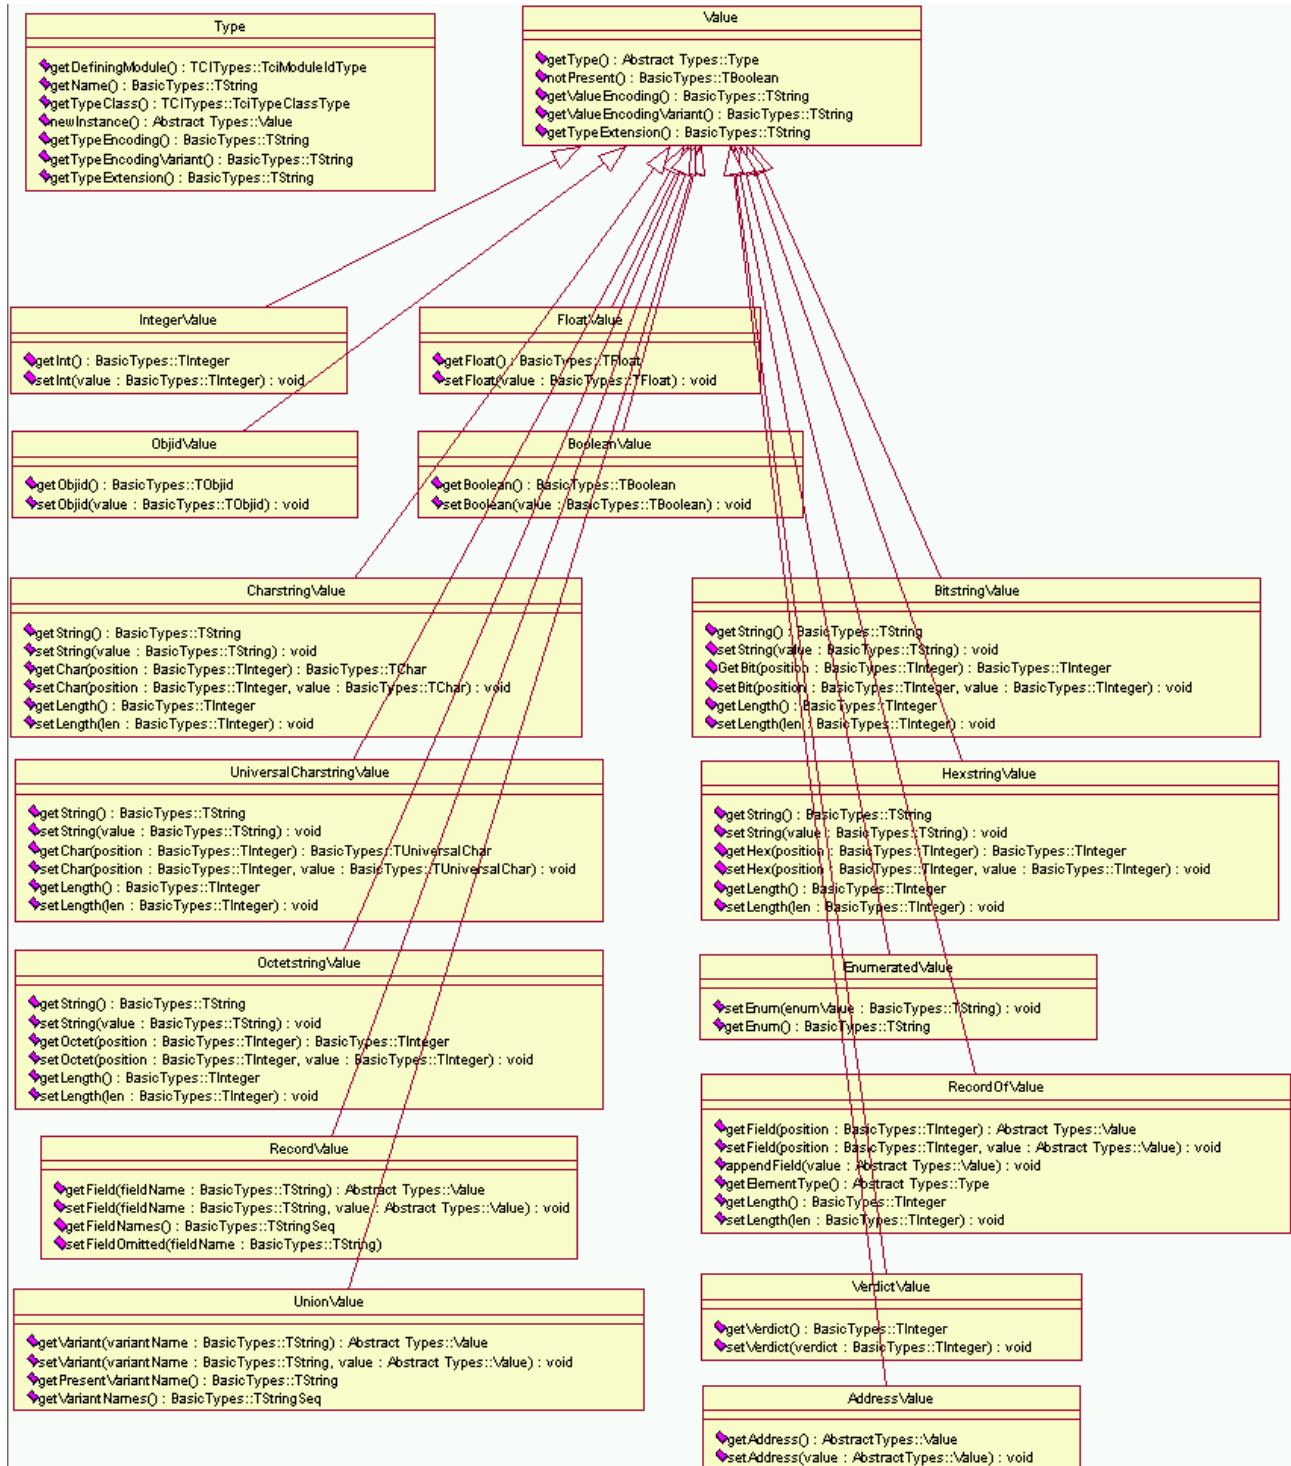 Type
getDefiningModule() : TCITypes::TciModuleIdType
getName() : BasicTypes::TString
getTypeClass() : TCITypes::TciTypeClassType
newInstance() : Abstract Types::Value
getTypeEncoding() : BasicTypes::TString
getTypeEncodingVariant() : BasicTypes::TString
getTypeExtension() : BasicTypes::TString
Value
getType() : Abstract Types::Type
notPresent() : BasicTypes::TBoolean
getValueEncoding() : BasicTypes::TString
getValueEncodingVariant() : BasicTypes::TString
getTypeExtension() : BasicTypes::TString
IntegerValue
getInt() : BasicTypes::TInteger
setInt(value : BasicTypes::TInteger) : void
FloatValue
getFloat() : BasicTypes::TFloat
setFloat(value : BasicTypes::TFloat) : void
ObjidValue
getObjid() : BasicTypes::TObjid
setObjid(value : BasicTypes::TObjid) : void
BooleanValue
getBoolean() : BasicTypes::TBoolean
setBoolean(value : BasicTypes::TBoolean) : void
CharstringValue
getString() : BasicTypes::TString
setString(value : BasicTypes::TString) : void
getChar(position : BasicTypes::TInteger) : BasicTypes::TChar
setChar(position : BasicTypes::TInteger, value : BasicTypes::TChar) : void
getLength() : BasicTypes::TInteger
setLength(len : BasicTypes::TInteger) : void
BitstringValue
getString() : BasicTypes::TString
setString(value : BasicTypes::TString) : void
GetBit(position : BasicTypes::TInteger) : BasicTypes::TInteger
setBit(position : BasicTypes::TInteger, value : BasicTypes::TInteger) : void
getLength() : BasicTypes::TInteger
setLength(len : BasicTypes::TInteger) : void
UniversalCharstringValue
getString() : BasicTypes::TString
setString(value : BasicTypes::TString) : void
getChar(position : BasicTypes::TInteger) : BasicTypes::TUniversalChar
setChar(position : BasicTypes::TInteger, value : BasicTypes::TUniversalChar) : void
getLength() : BasicTypes::TInteger
setLength(len : BasicTypes::TInteger) : void
HexstringValue
getString() : BasicTypes::TString
setString(value : BasicTypes::TString) : void
getHex(position : BasicTypes::TInteger) : BasicTypes::TInteger
setHex(position : BasicTypes::TInteger, value : BasicTypes::TInteger) : void
getLength() : BasicTypes::TInteger
setLength(len : BasicTypes::TInteger) : void
OctetstringValue
getString() : BasicTypes::TString
setString(value : BasicTypes::TString) : void
getOctet(position : BasicTypes::TInteger) : BasicTypes::TInteger
setOctet(position : BasicTypes::TInteger, value : BasicTypes::TInteger) : void
getLength() : BasicTypes::TInteger
setLength(len : BasicTypes::TInteger) : void
EnumeratedValue
setEnum(enumValue : BasicTypes::TString) : void
getEnum() : BasicTypes::TString
RecordOfValue
getField(position : BasicTypes::TInteger) : Abstract Types::Value
setField(position : BasicTypes::TInteger, value : Abstract Types::Value) : void
appendField(value : Abstract Types::Value) : void
getElementType() : Abstract Types::Type
getLength() : BasicTypes::TInteger
setLength(len : BasicTypes::TInteger) : void
RecordValue
getField(fieldName : BasicTypes::TString) : Abstract Types::Value
setField(fieldName : BasicTypes::TString, value : Abstract Types::Value) : void
getFieldNames() : BasicTypes::TStringSeq
setFieldOmitted(fieldName : BasicTypes::TString)
UnionValue
getVariant(variantName : BasicTypes::TString) : Abstract Types::Value
setVariant(variantName : BasicTypes::TString, value : Abstract Types::Value) : void
getPresentVariantName() : BasicTypes::TString
getVariantNames() : BasicTypes::TStringSeq
VerdictValue
getVerdict() : BasicTypes::TInteger
setVerdict(verdict : BasicTypes::TInteger) : void
AddressValue
getAddress() : AbstractTypes::Value
setAddress(value : AbstractTypes::Value) : void